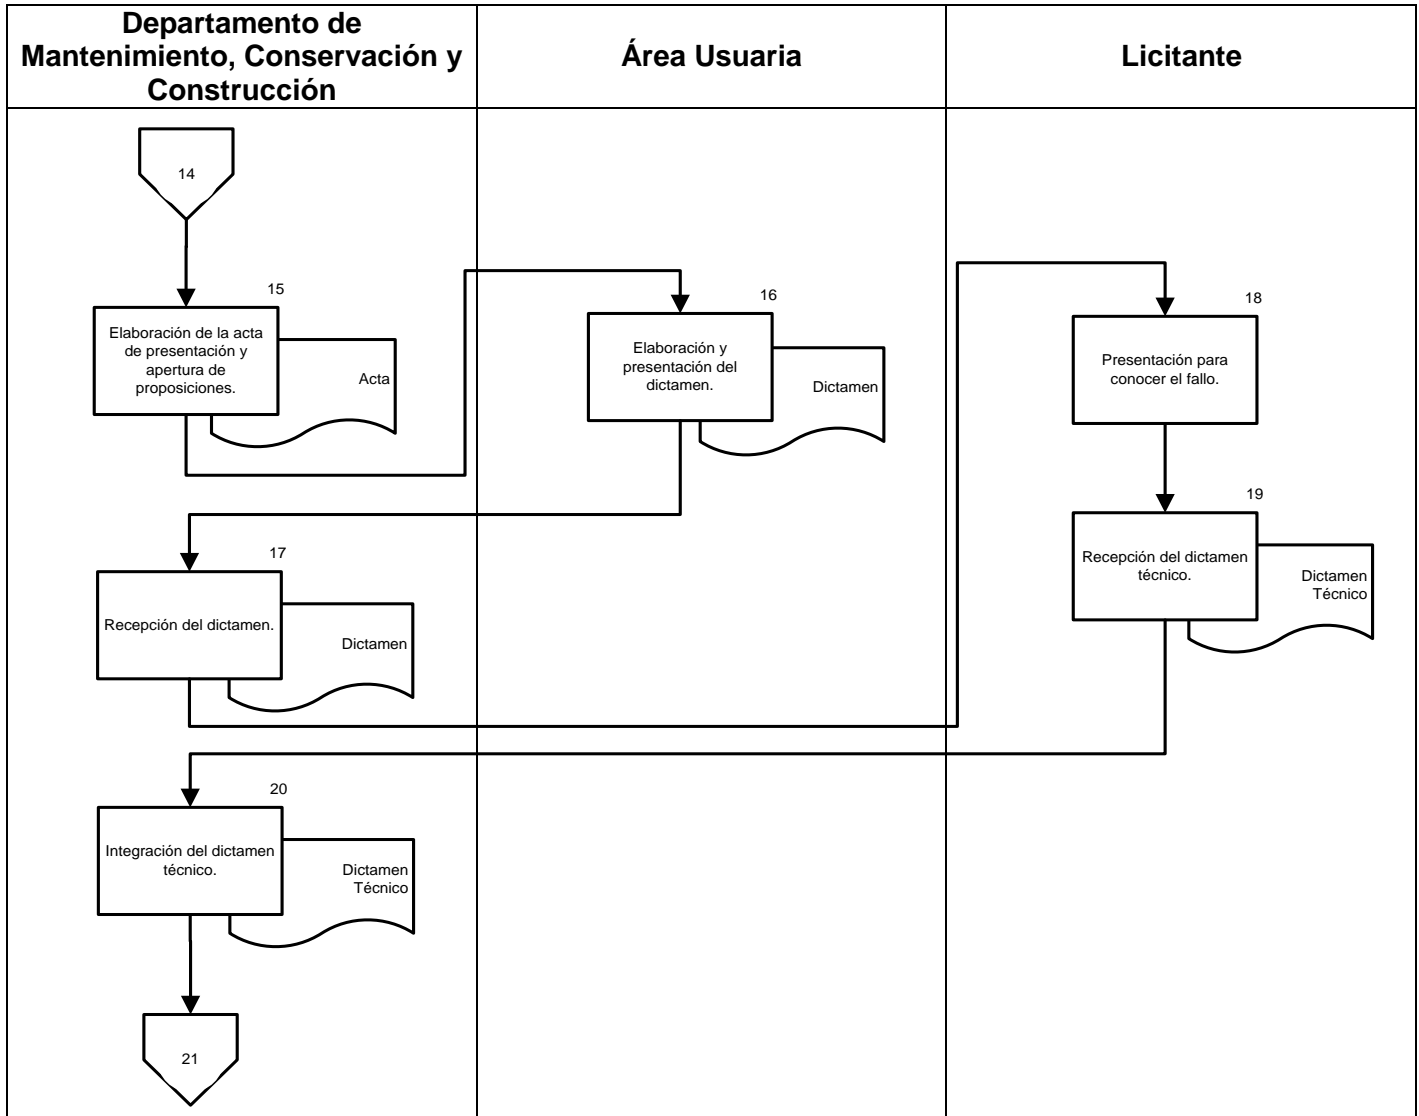 Departamento de
Mantenimiento, Conservación y
Construcción
Área Usuaria
Licitante
14
15
Elaboración de la acta
de presentación y
apertura de
proposiciones.
Acta
16
Elaboración y
presentación del
dictamen.
Dictamen
17
Recepción del dictamen.
Dictamen
18
Presentación para
conocer el fallo.
19
Recepción del dictamen
técnico.
Dictamen
Técnico
20
Integración del dictamen
técnico.
Dictamen
Técnico
21